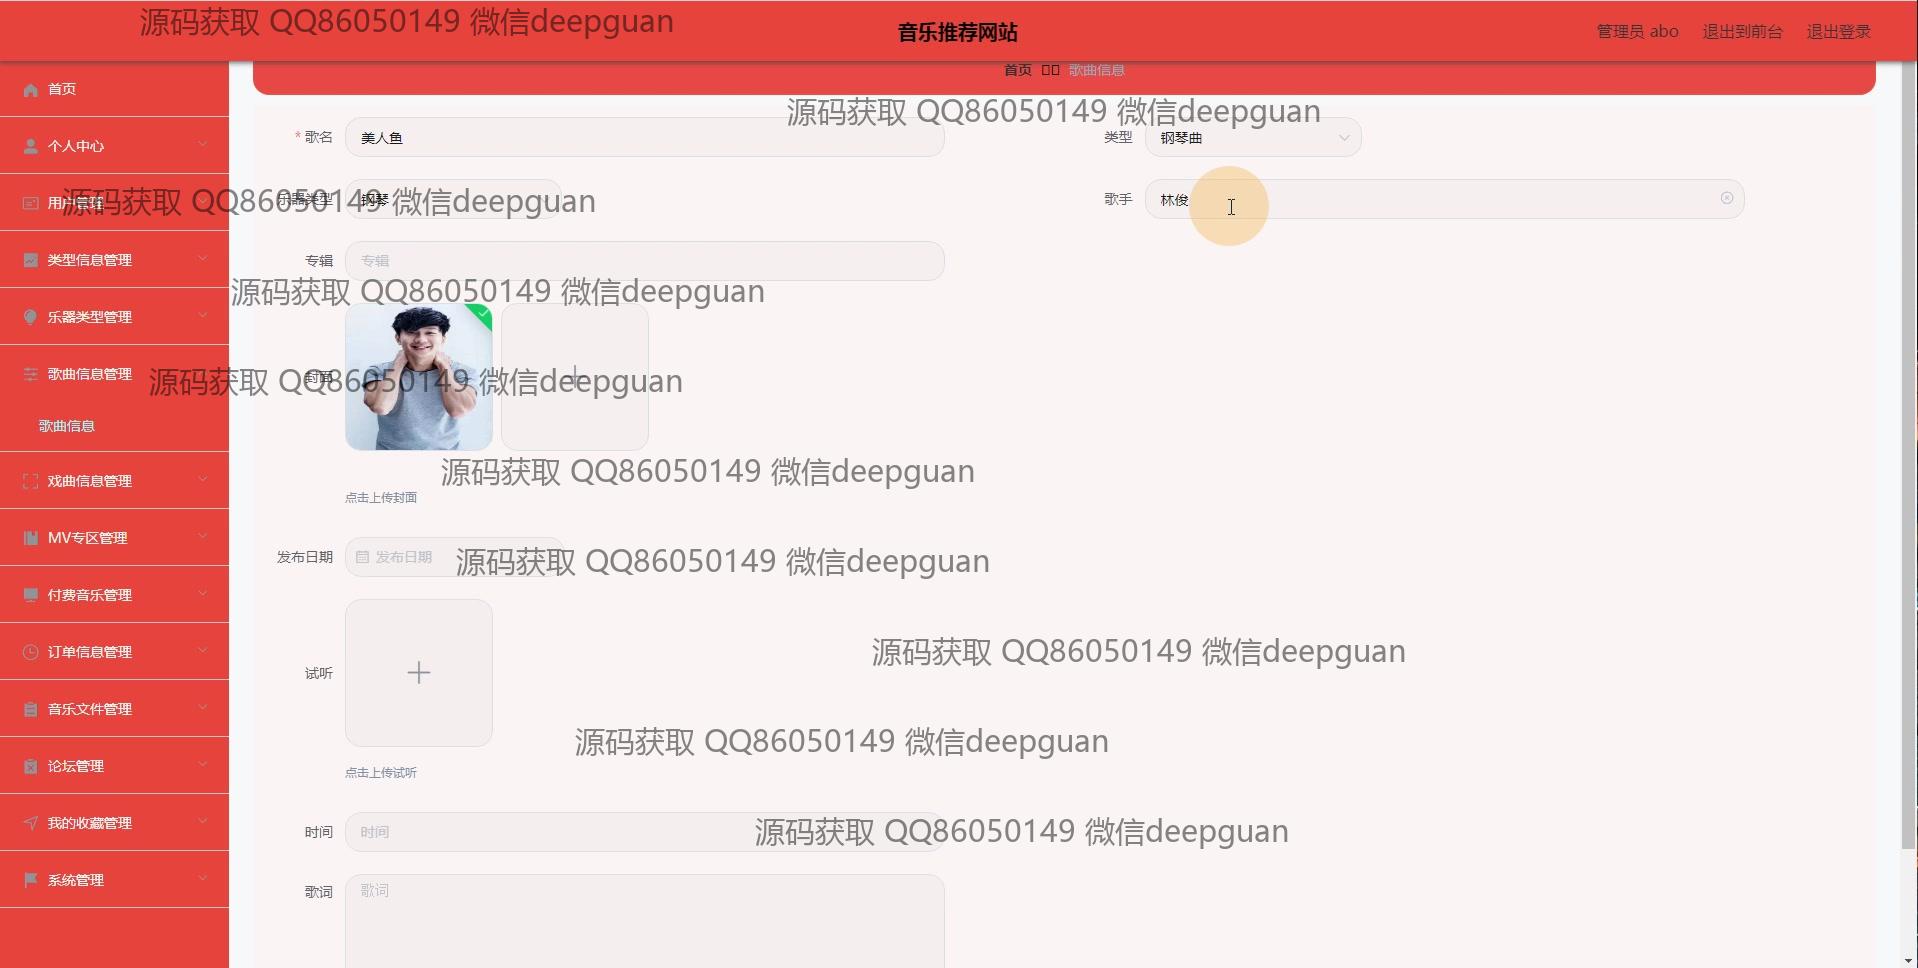 源码获取 QQ86050149 微信deepguan
音乐推荐网站
管理员 abo
退出到前台
退出登录
首页
歌曲信息
首页
个人中心
用户管理
类型信息管理
乐器类型管理
歌曲信息管理
歌曲信息
戏曲信息管理
MV专区管理
付费音乐管理
订单信息管理
音乐文件管理
论坛管理
我的收藏管理
系统管理
源码获取 QQ86050149 微信deepguan
* 歌名 美人鱼
类型 钢琴曲
源码获取 QQ86050149 微信deepguan
乐器类型 钢琴
歌手 林俊
专辑 专辑
源码获取 QQ86050149 微信deepguan
封面
源码获取 QQ86050149 微信deepguan
源码获取 QQ86050149 微信deepguan
点击上传封面
发布日期 发布日期
源码获取 QQ86050149 微信deepguan
源码获取 QQ86050149 微信deepguan
试听
源码获取 QQ86050149 微信deepguan
点击上传试听
时间 时间
源码获取 QQ86050149 微信deepguan
歌词 歌词